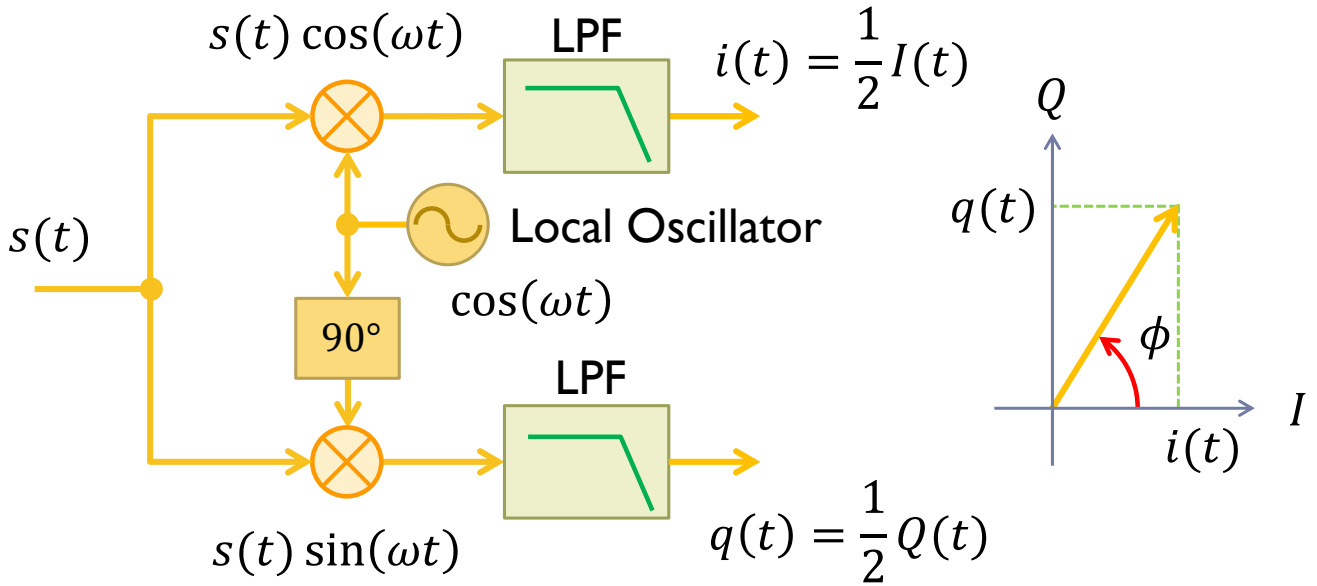 s(t) cos(ωt)
LPF
i(t) = 1/2 I(t)
Q
q(t)
s(t)
Local Oscillator
cos(ωt)
90°
ϕ
LPF
I
i(t)
s(t) sin(ωt)
q(t) = 1/2 Q(t)